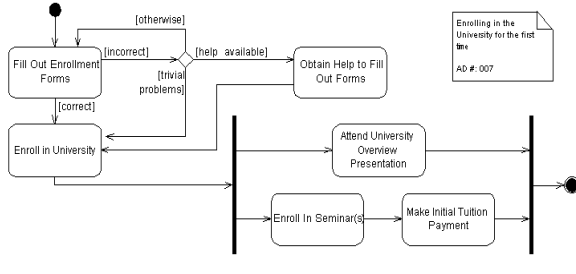 [otherwise]
Enrolling in the
University for the first
time
AD #: 007
Fill Out Enrollment
Forms
[incorrect]
[help available]
Obtain Help to Fill
Out Forms
[trivial
problems]
[correct]
Enroll in University
Attend University
Overview
Presentation
Enroll In Seminar(s)
Make Initial Tuition
Payment